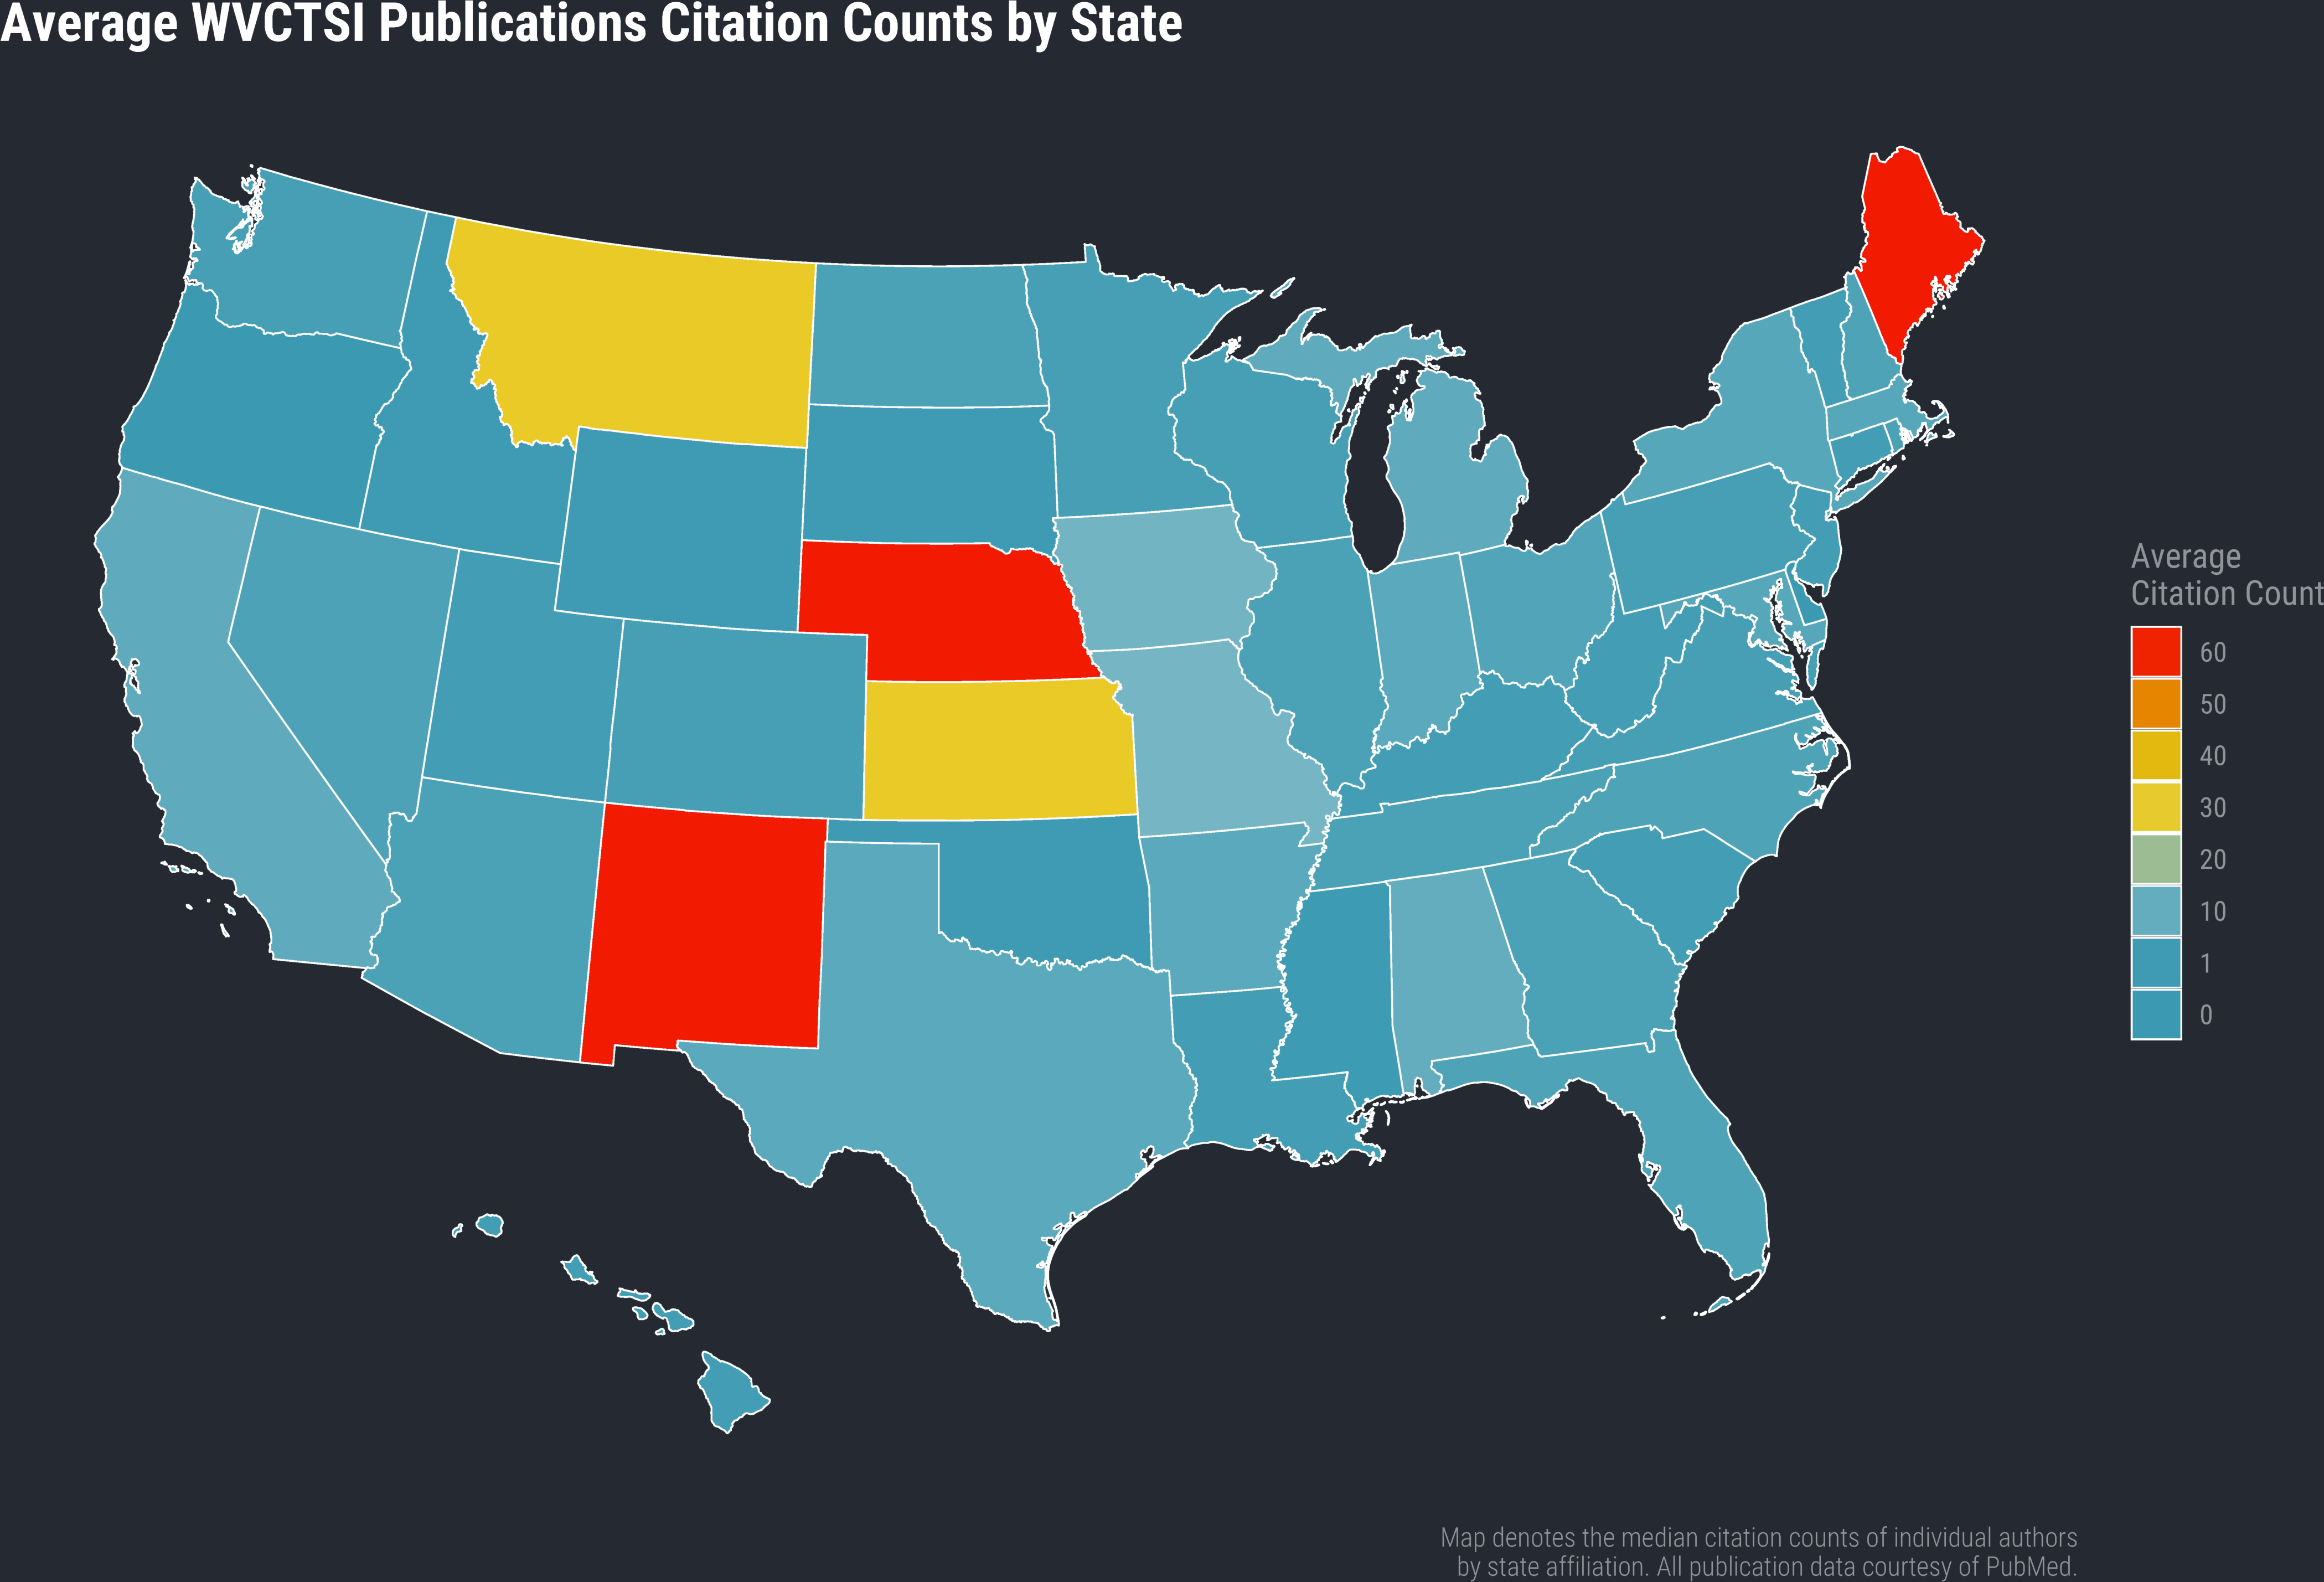 Average WVCTSI Publications Citation Counts by State
Average
Citation Count
60
50
40
30
20
10
1
0
Map denotes the median citation counts of individual authors
by state affiliation. All publication data courtesy of PubMed.